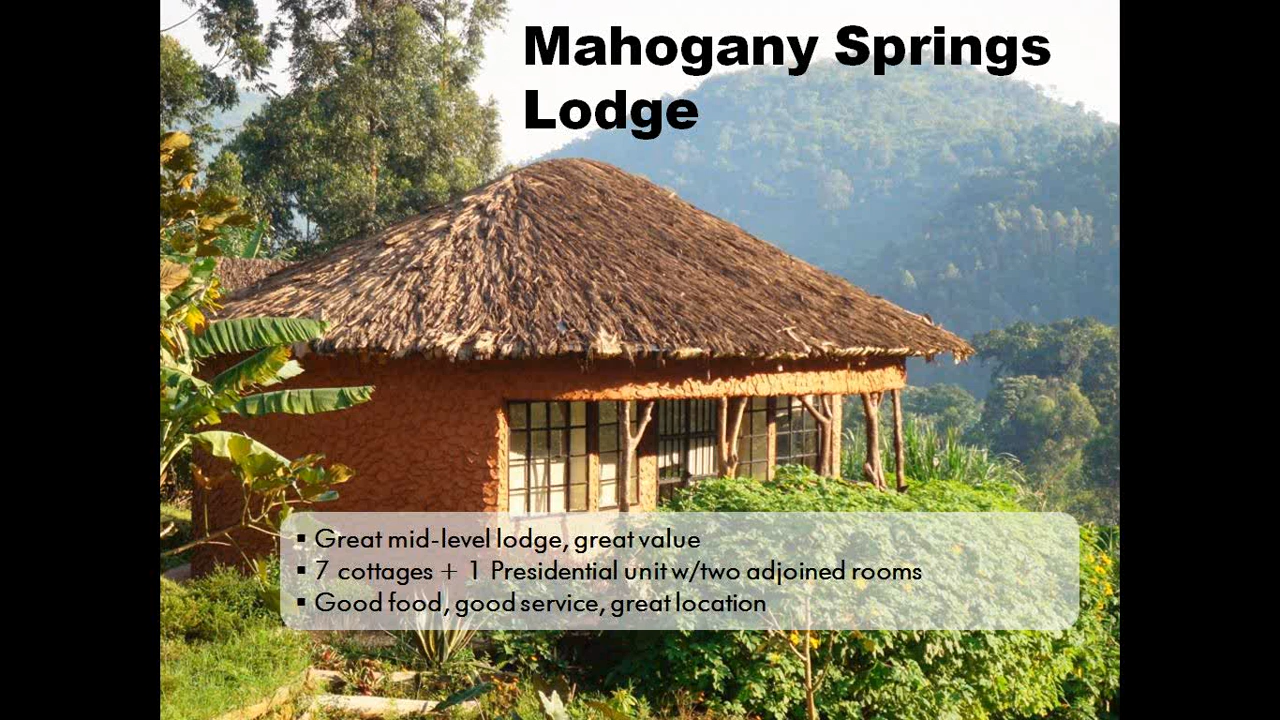 Mahogany Springs
Lodge
▪ Great mid-level lodge, great value
▪ 7 cottages + 1 Presidential unit w/two adjoined rooms
▪ Good food, good service, great location